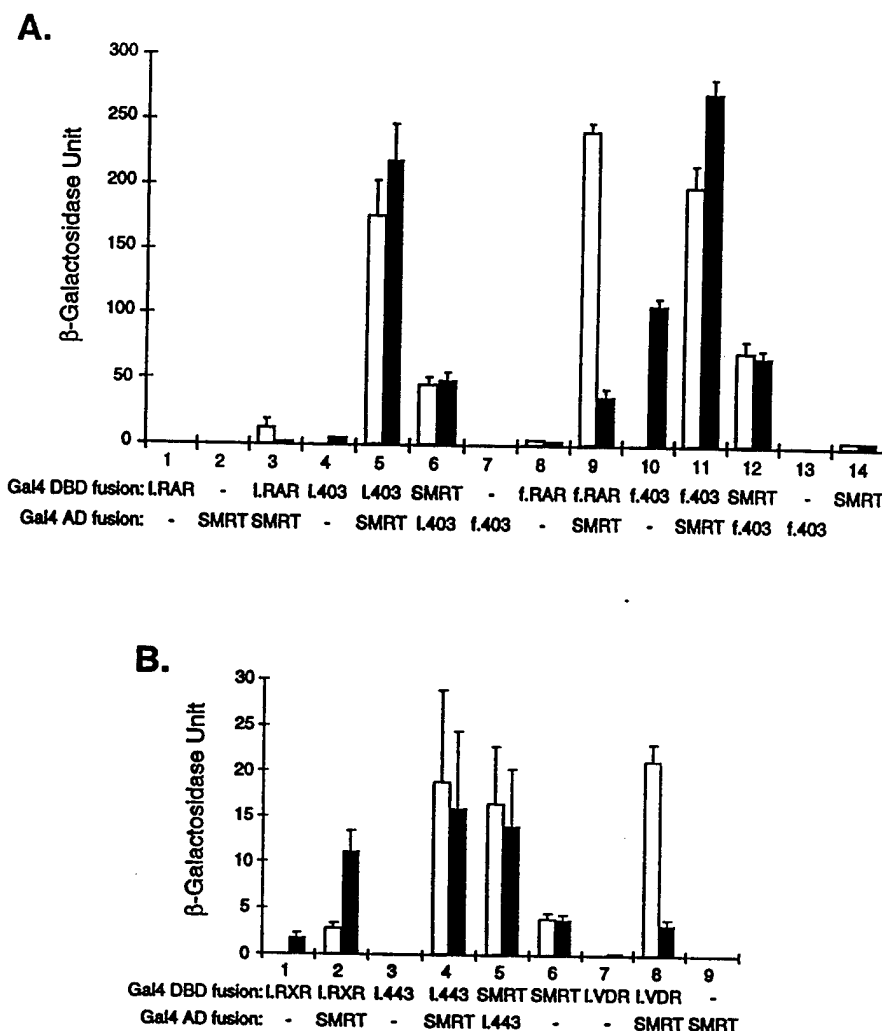 A.
β-Galactosidase Unit
300
250
200
150
100
50
0
1 2 3 4 5 6 7 8 9 10 11 12 13 14
Gal4 DBD fusion: l.RAR - l.RAR l.403 l.403 SMRT - f.RAR f.RAR f.403 f.403 SMRT - SMRT
Gal4 AD fusion: - SMRT SMRT - SMRT l.403 f.403 - SMRT - SMRT f.403 f.403
B.
β-Galactosidase Unit
30
25
20
15
10
5
0
1 2 3 4 5 6 7 8 9
Gal4 DBD fusion: l.RXR l.RXR l.443 l.443 SMRT SMRT l.VDR l.VDR -
Gal4 AD fusion: - SMRT - SMRT l.443 - - SMRT SMRT